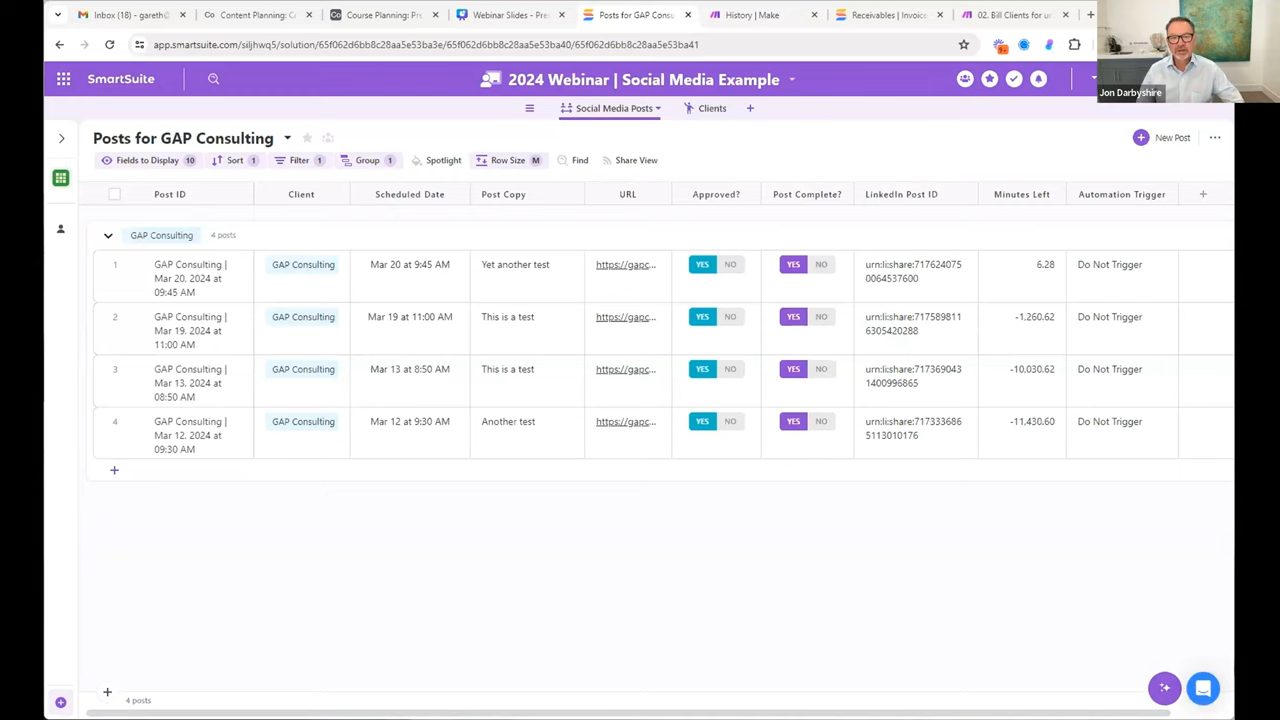 Inbox (18) - gareth@
Content Planning: C
Course Planning: Pr
Webinar Slides - Pre
Posts for GAP Consu
History | Make
Receivables | Invoice
02. Bill Clients for u
app.smartsuite.com/siljhwq5/solution/65f062d6bb8c28aa5e53ba3e/65f062d6bb8c28aa5e53ba40/65f062d6bb8c28aa5e53ba41
SmartSuite
2024 Webinar | Social Media Example
Jon Darbyshire
Social Media Posts
Clients
Posts for GAP Consulting
New Post
Fields to Display 10
Sort 1
Filter 1
Group 1
Spotlight
Row Size M
Find
Share View
Post ID Client Scheduled Date Post Copy URL Approved? Post Complete? LinkedIn Post ID Minutes Left Automation Trigger
GAP Consulting 4 posts
1 GAP Consulting | GAP Consulting Mar 20 at 9:45 AM Yet another test https://gapc... YES NO YES NO urn:li:share:717624075 6.28 Do Not Trigger
Mar 20, 2024 at 0064537600
09:45 AM
2 GAP Consulting | GAP Consulting Mar 19 at 11:00 AM This is a test https://gapc... YES NO YES NO urn:li:share:717589811 -1,260.62 Do Not Trigger
Mar 19, 2024 at 6305420288
11:00 AM
3 GAP Consulting | GAP Consulting Mar 13 at 8:50 AM This is a test https://gapc... YES NO YES NO urn:li:share:717369043 -10,030.62 Do Not Trigger
Mar 13, 2024 at 1400996865
08:50 AM
4 GAP Consulting | GAP Consulting Mar 12 at 9:30 AM Another test https://gapc... YES NO YES NO urn:li:share:717333686 -11,430.60 Do Not Trigger
Mar 12, 2024 at 5113010176
09:30 AM
4 posts